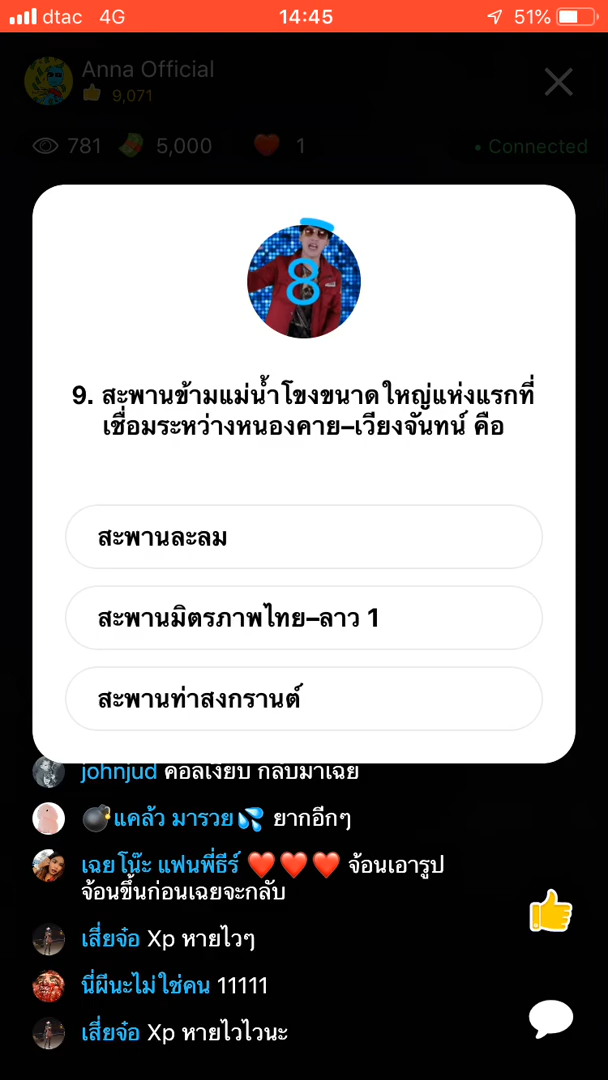 dtac 4G 14:45 51%
Anna Official
9,071
781 5,000 1 • Connected
8
9. สะพานข้ามแม่น้ำโขงขนาดใหญ่แห่งแรกที่
เชื่อมระหว่างหนองคาย–เวียงจันทน์ คือ
สะพานละลม
สะพานมิตรภาพไทย–ลาว 1
สะพานท่าสงกรานต์
johnjud คอลเงียบ กลับมาเฉย
💣แคล้ว มารวย💦 ยากอีกๆ
เฉยโน๊ะ แฟนพี่ธีร์ ❤️❤️❤️ จ้อนเอารูป
จ้อนขึ้นก่อนเฉยจะกลับ
เสี่ยจ๋อ Xp หายไวๆ
นี่ผีนะไม่ใช่คน 11111
เสี่ยจ๋อ Xp หายไวไวนะ